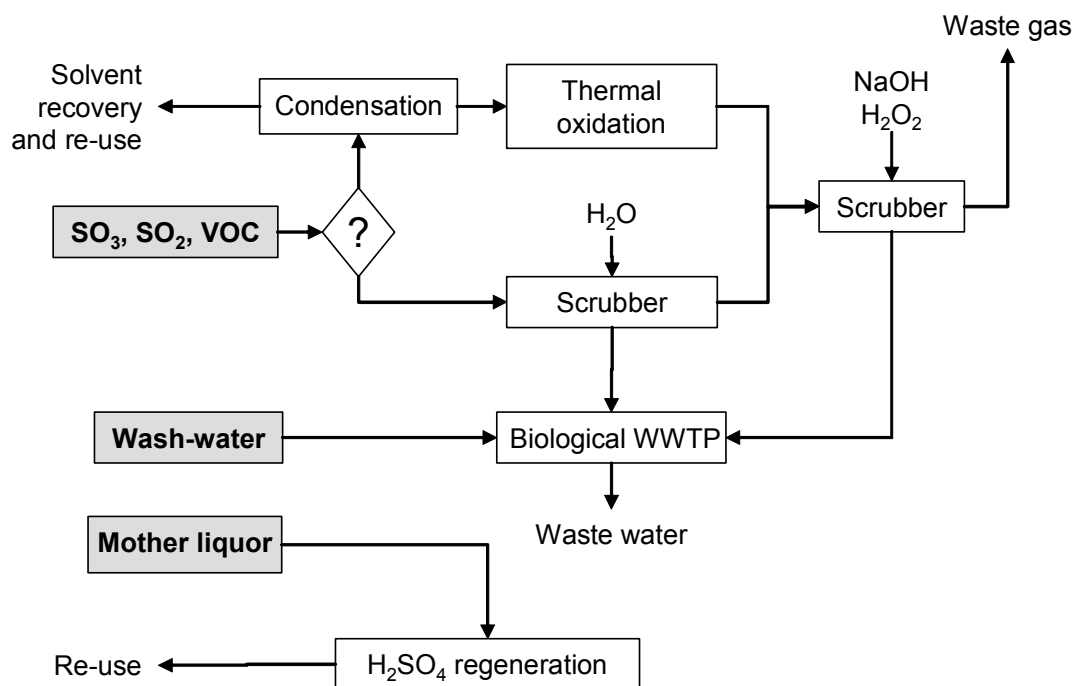 Waste gas
Solvent
recovery
and re-use
Condensation
Thermal
oxidation
NaOH
H₂O₂
Scrubber
SO₃, SO₂, VOC
?
H₂O
Scrubber
Wash-water
Biological WWTP
Waste water
Mother liquor
Re-use
H₂SO₄ regeneration